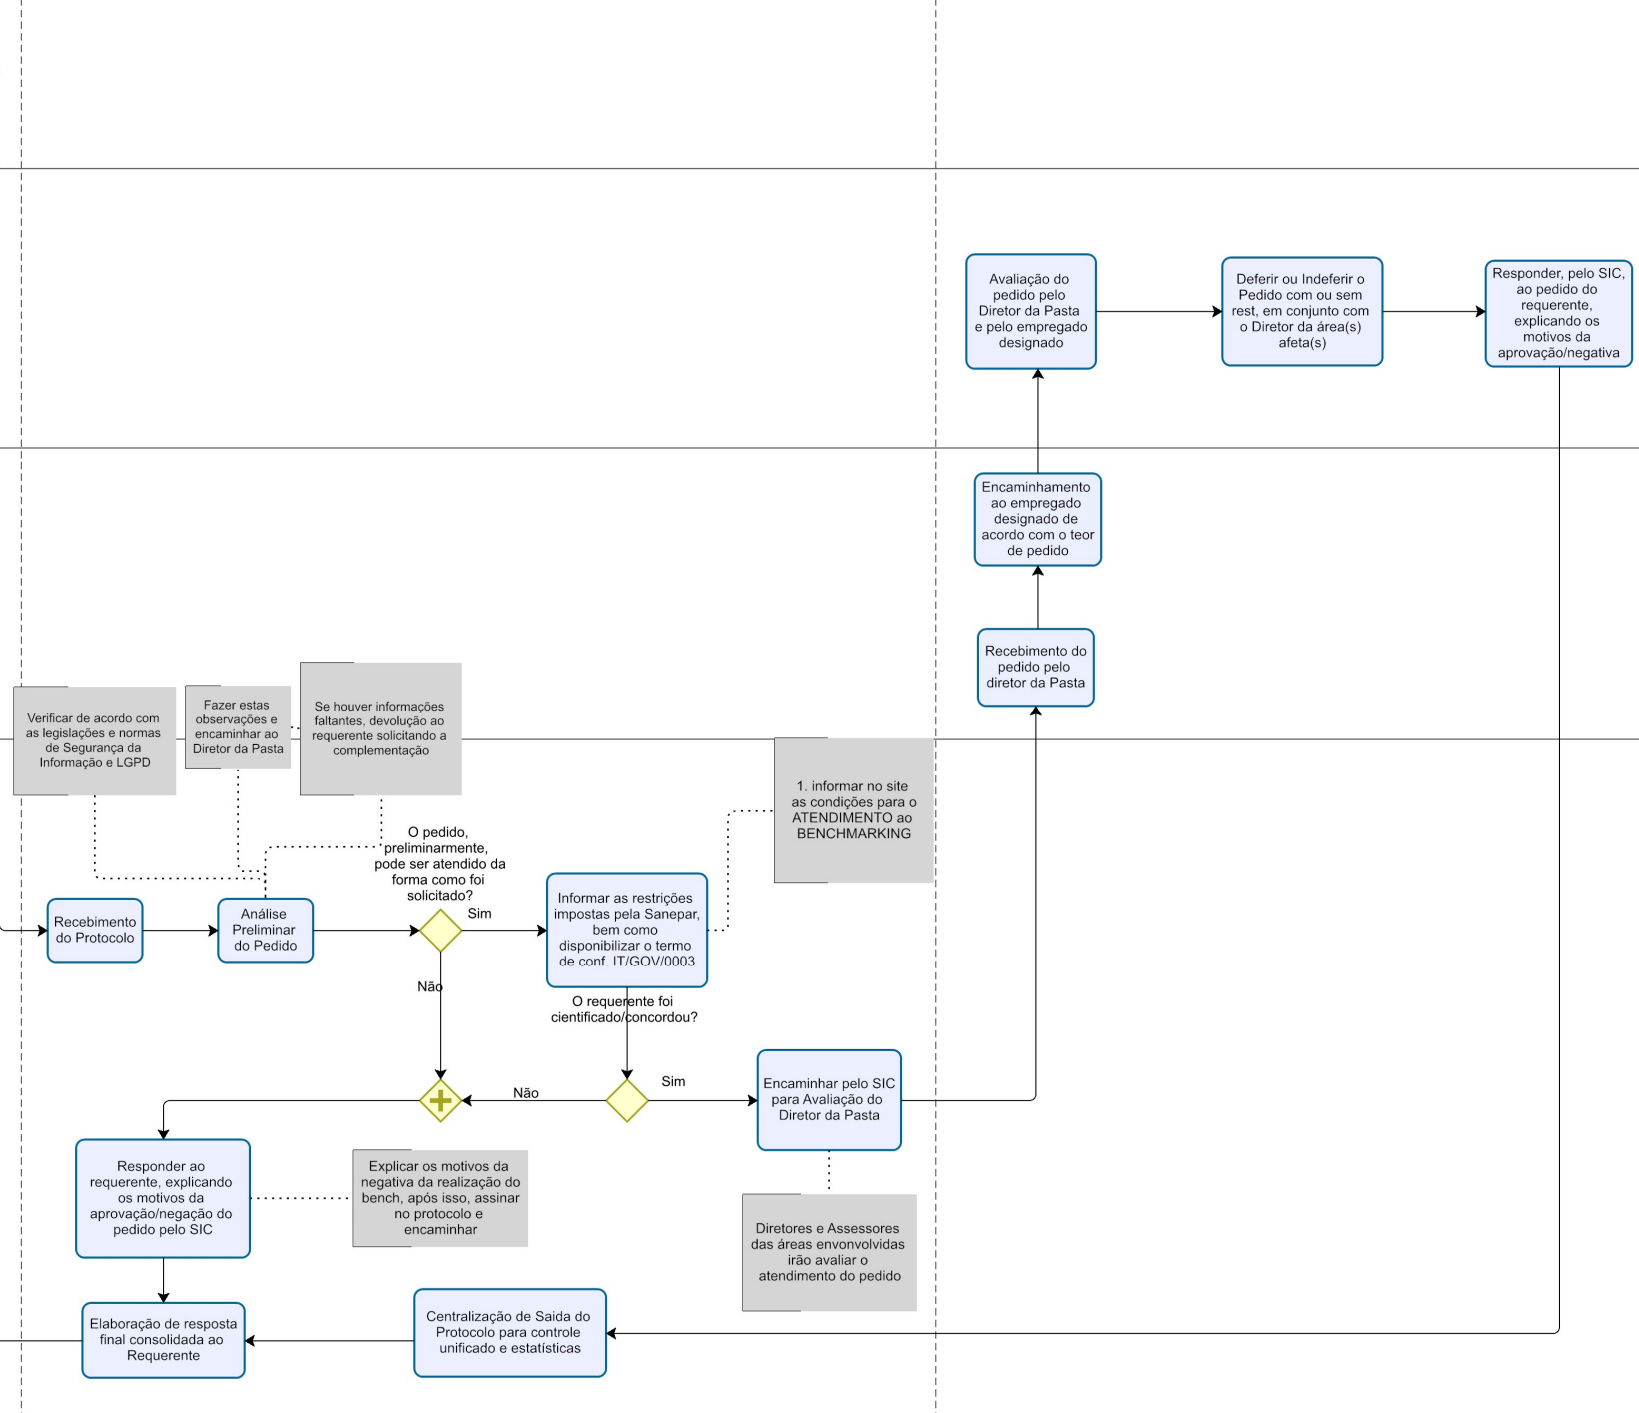 Avaliação do
pedido pelo
Diretor da Pasta
e pelo empregado
designado
Deferir ou Indeferir o
Pedido com ou sem
rest, em conjunto com
o Diretor da área(s)
afeta(s)
Responder, pelo SIC,
ao pedido do
requerente,
explicando os
motivos da
aprovação/negativa
Encaminhamento
ao empregado
designado de
acordo com o teor
de pedido
Recebimento do
pedido pelo
diretor da Pasta
Verificar de acordo com
as legislações e normas
de Segurança da
Informação e LGPD
Fazer estas
observações e
encaminhar ao
Diretor da Pasta
Se houver informações
faltantes, devolução ao
requerente solicitando a
complementação
1. informar no site
as condições para o
ATENDIMENTO ao
BENCHMARKING
Recebimento
do Protocolo
Análise
Preliminar
do Pedido
O pedido,
preliminarmente,
pode ser atendido da
forma como foi
solicitado?
Sim
Não
Informar as restrições
impostas pela Sanepar,
bem como
disponibilizar o termo
de conf. IT/GOV/0003
O requerente foi
cientificado/concordou?
Não
Sim
Encaminhar pelo SIC
para Avaliação do
Diretor da Pasta
Responder ao
requerente, explicando
os motivos da
aprovação/negação do
pedido pelo SIC
Explicar os motivos da
negativa da realização do
bench, após isso, assinar
no protocolo e
encaminhar
Diretores e Assessores
das áreas envonvolvidas
irão avaliar o
atendimento do pedido
Elaboração de resposta
final consolidada ao
Requerente
Centralização de Saida do
Protocolo para controle
unificado e estatísticas